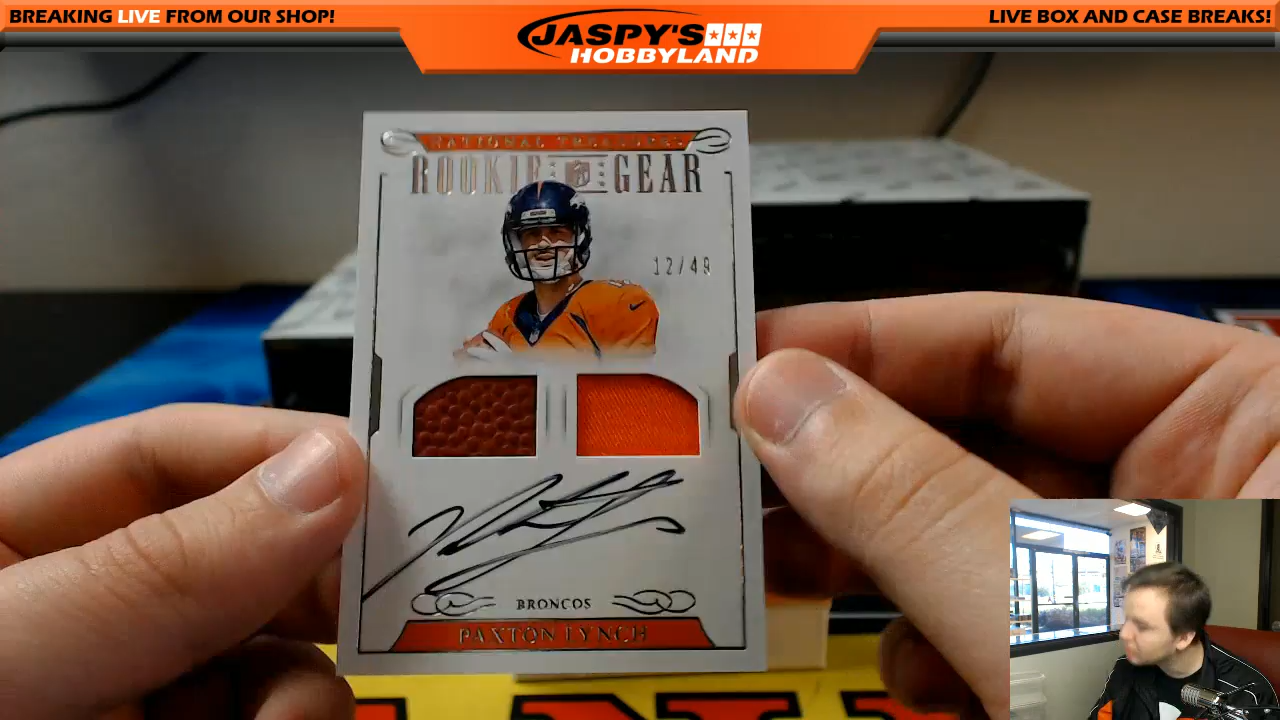 BREAKING LIVE FROM OUR SHOP!
JASPY'S
HOBBYLAND
LIVE BOX AND CASE BREAKS!
NATIONAL TREASURES
ROOKIE GEAR
12/49
BRONCOS
PAXTON LYNCH